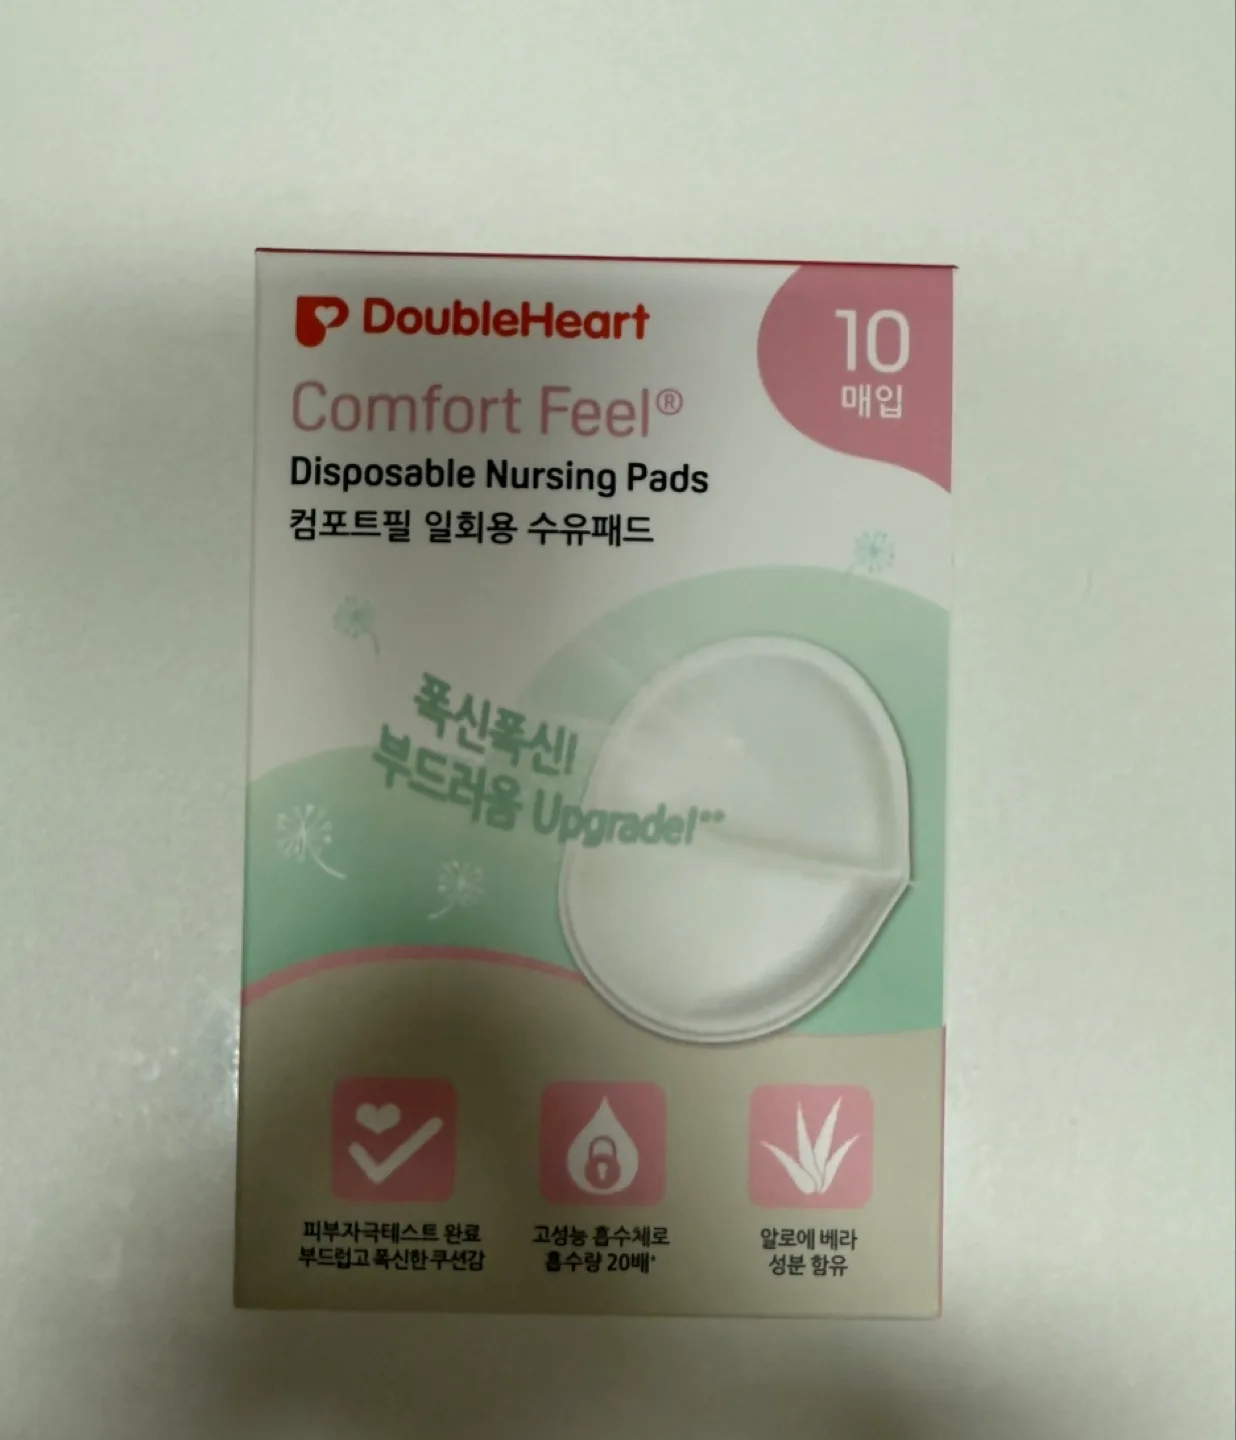 DoubleHeart
10
매입
Comfort Feel®
Disposable Nursing Pads
컴포트필 일회용 수유패드
폭신폭신!
부드러움 Upgrade!**
피부자극테스트 완료
부드럽고 폭신한 쿠션감
고성능 흡수체로
흡수량 20배*
알로에 베라
성분 함유